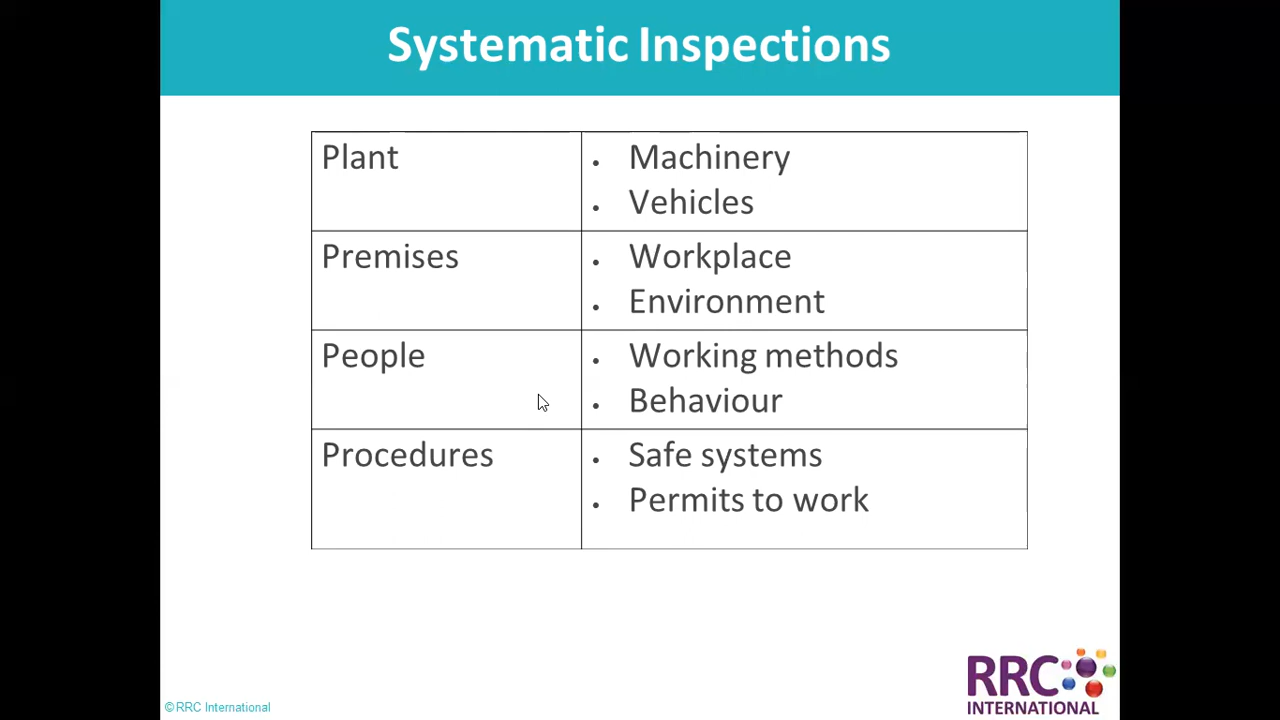 Systematic Inspections
Plant
• Machinery
• Vehicles
Premises
• Workplace
• Environment
People
• Working methods
• Behaviour
Procedures
• Safe systems
• Permits to work
RRC
INTERNATIONAL
© RRC International